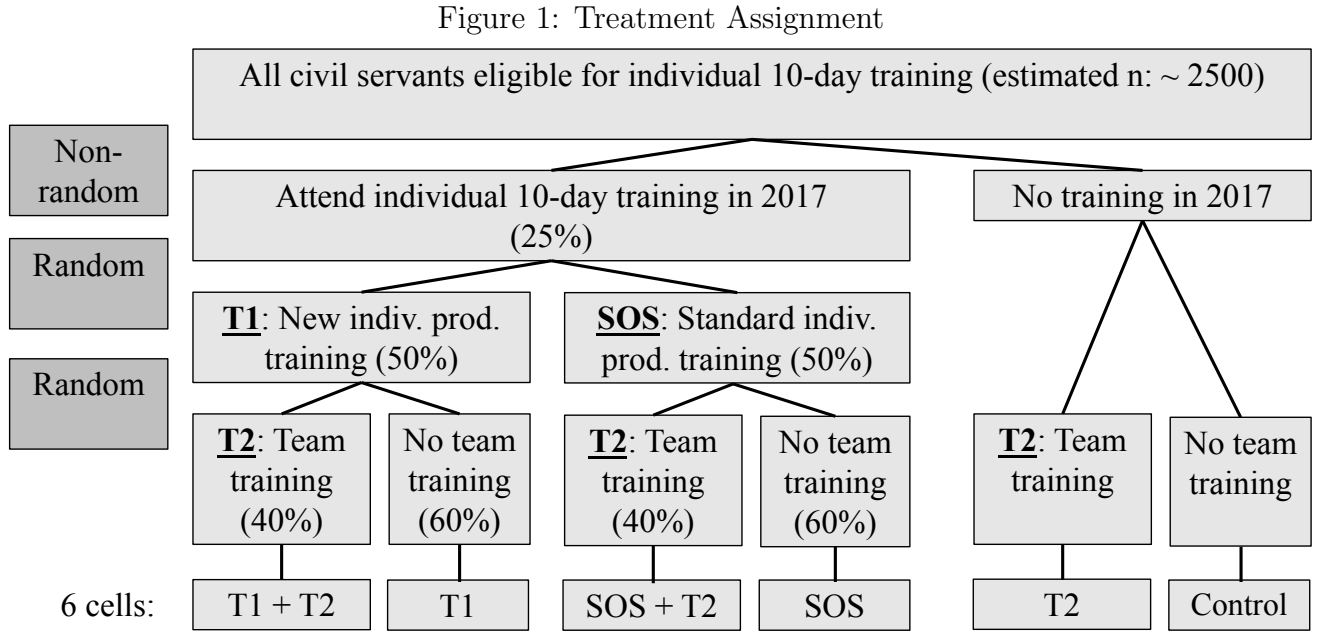 Figure 1: Treatment Assignment
All civil servants eligible for individual 10-day training (estimated n: ~ 2500)
Non-
random
Attend individual 10-day training in 2017
(25%)
No training in 2017
Random
T1: New indiv. prod.
training (50%)
SOS: Standard indiv.
prod. training (50%)
Random
T2: Team
training
(40%)
No team
training
(60%)
T2: Team
training
(40%)
No team
training
(60%)
T2: Team
training
No team
training
6 cells:
T1 + T2
T1
SOS + T2
SOS
T2
Control